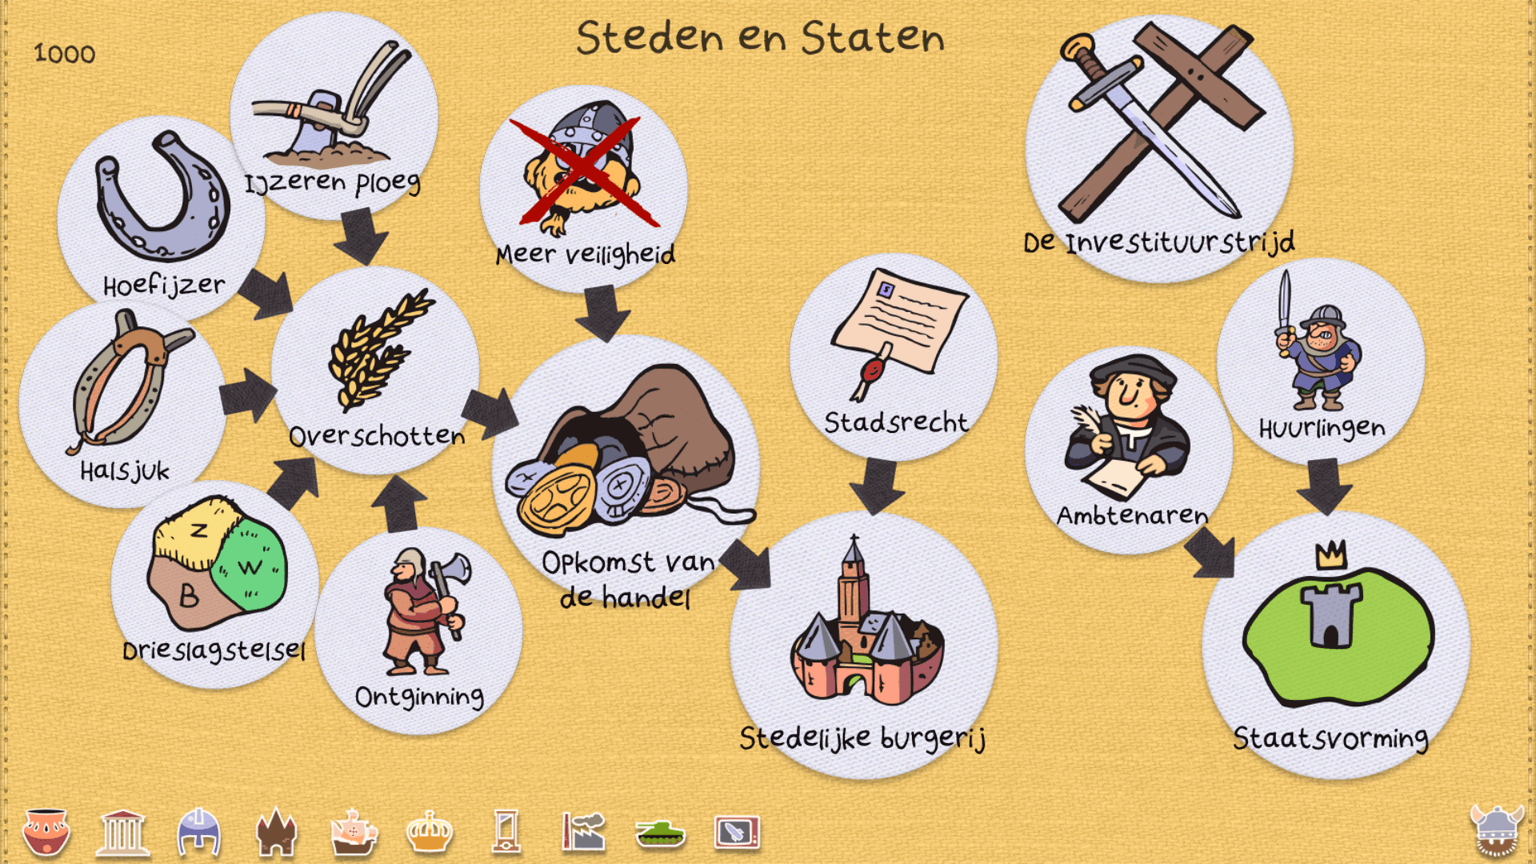 Steden en Staten
1000
IJzeren Ploeg
Hoefijzer
Meer veiligheid
De Investituurstrijd
Halsjuk
Overschotten
Stadsrecht
Huurlingen
Ambtenaren
Z
W
B
Drieslagstelsel
Ontginning
Opkomst van
de handel
Stedelijke burgerij
Staatsvorming